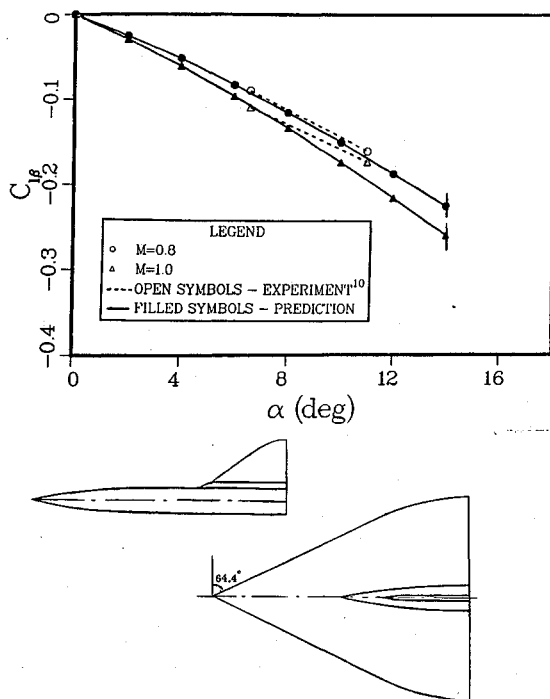 0
−0.1
−0.2
−0.3
−0.4
C1β
LEGEND
M=0.8
M=1.0
OPEN SYMBOLS − EXPERIMENT10
FILLED SYMBOLS − PREDICTION
0 4 8 12 16
α (deg)
64.4°